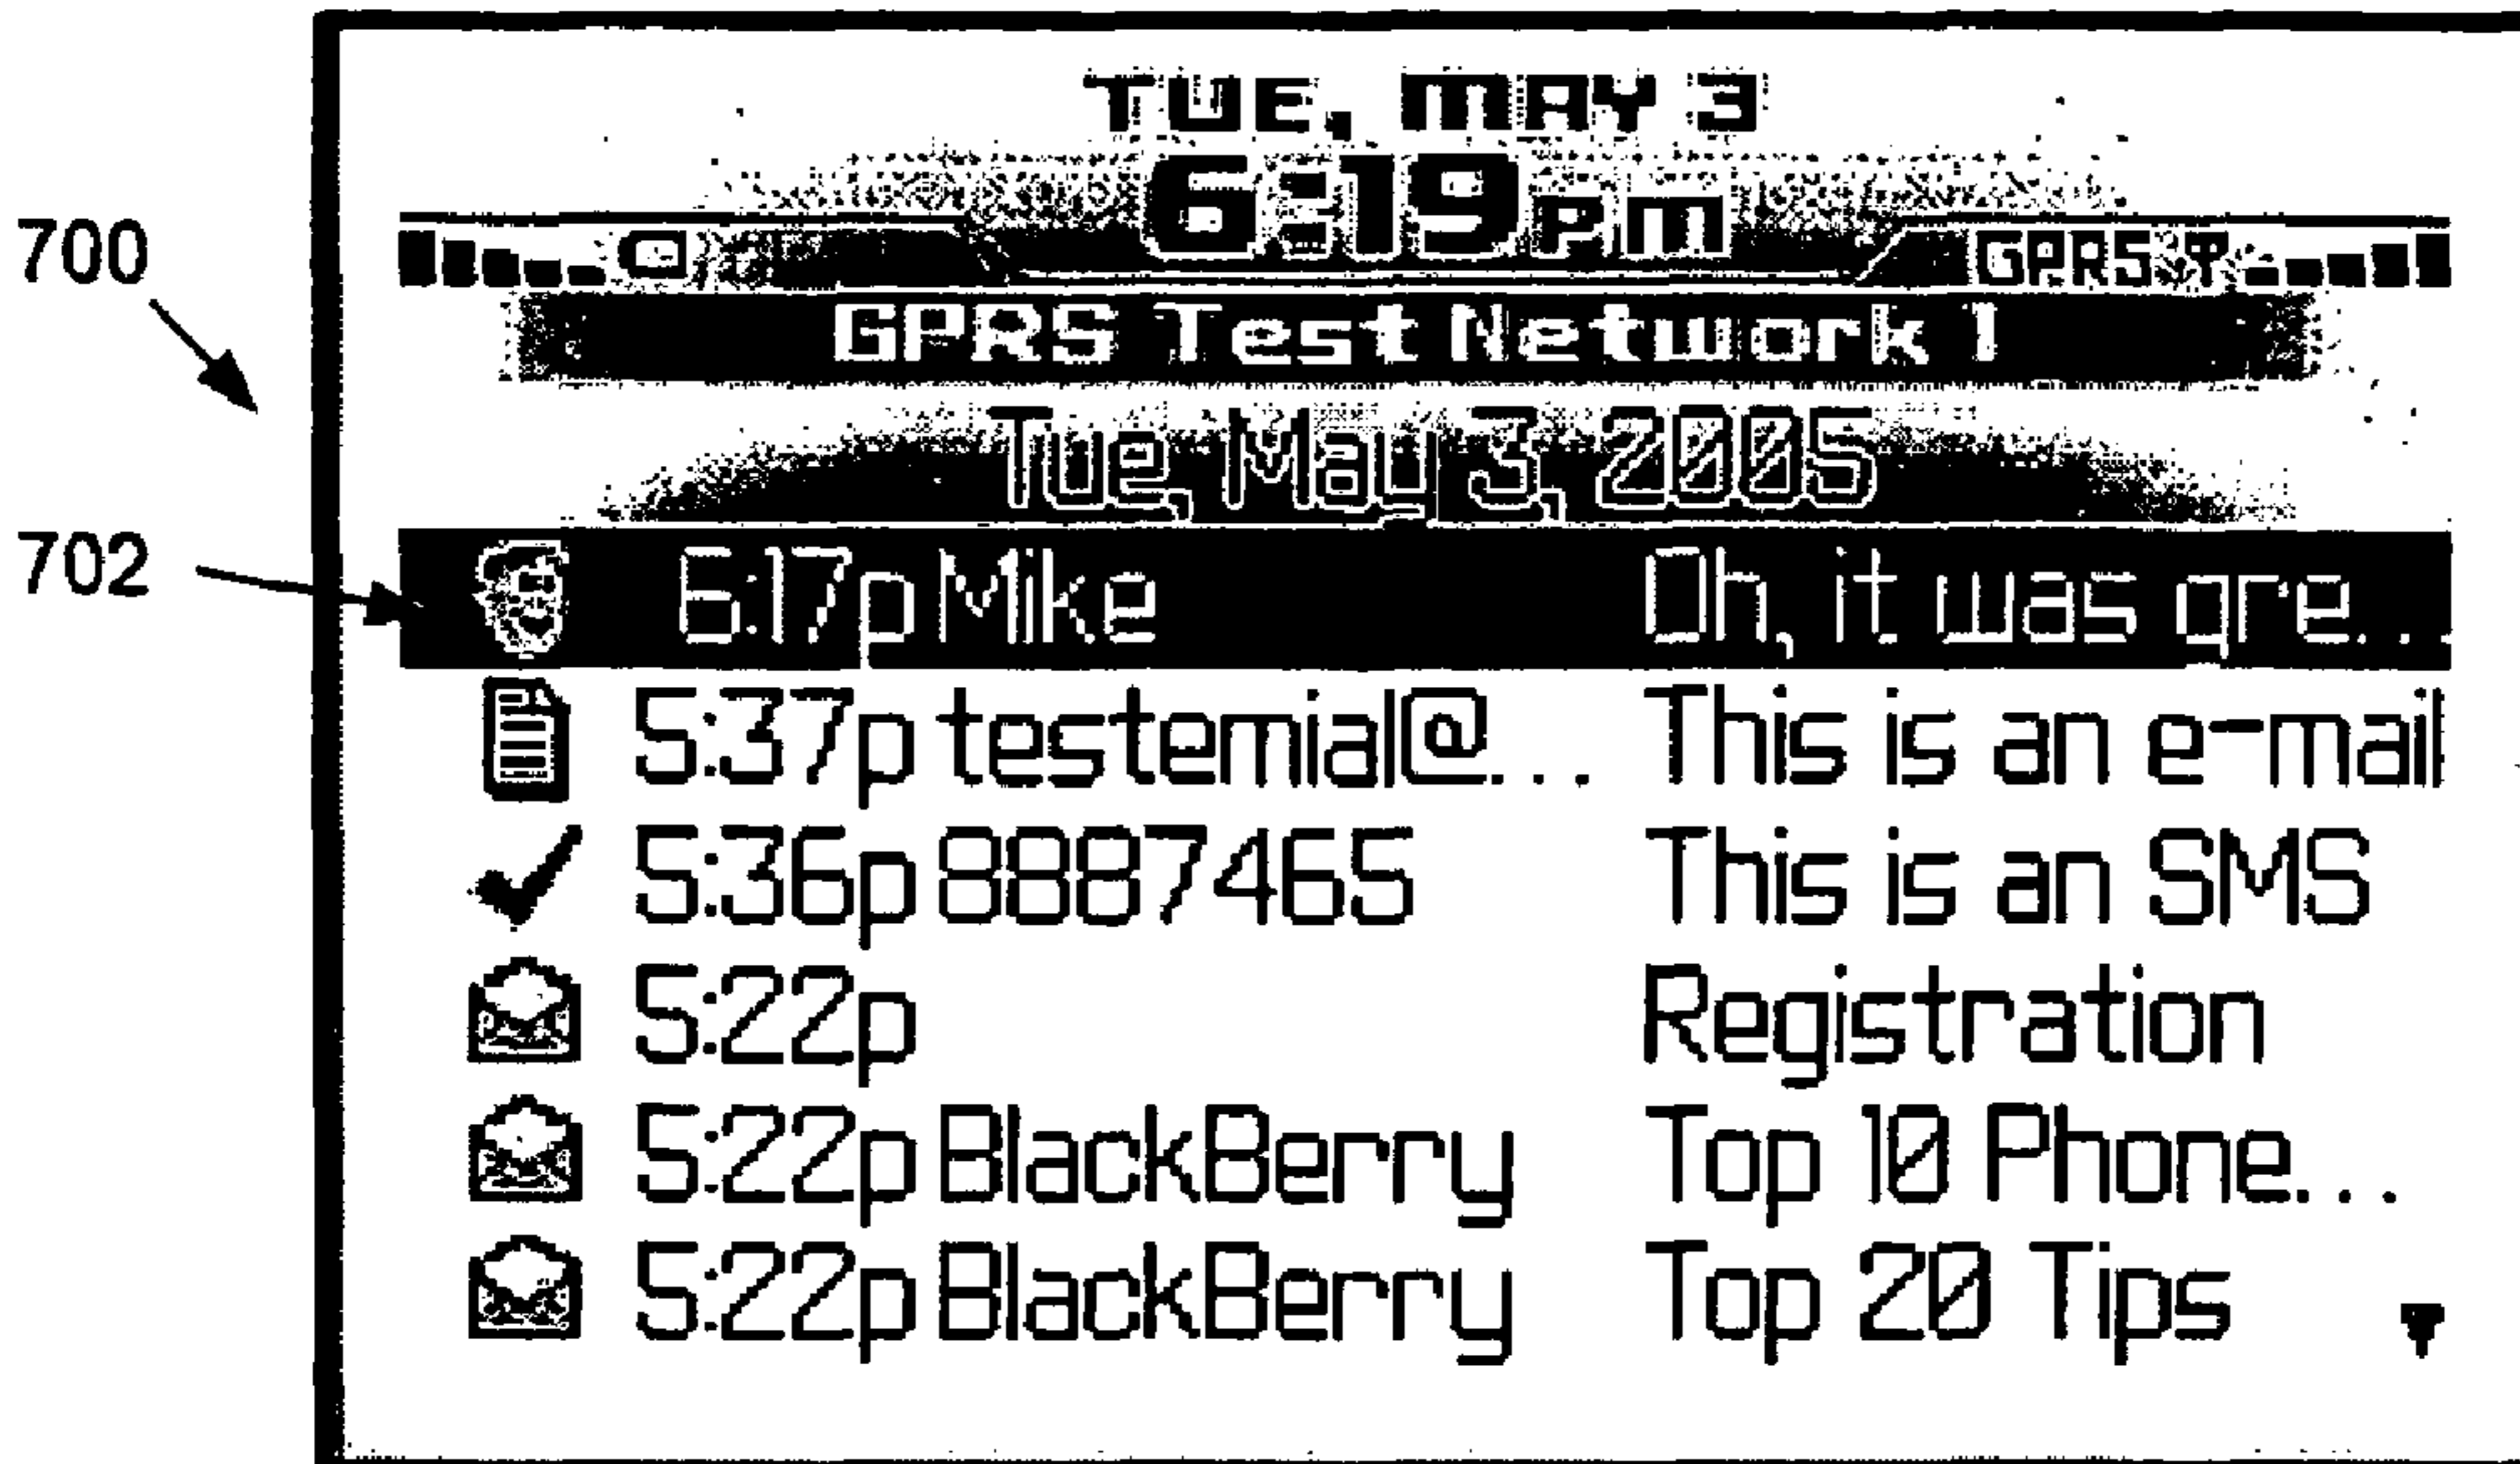 TUE, MAY 3
6:19pm
700
GPRS
GPRS Test Network 1
Tue, May 3, 2005
702
6:17p Mike Oh, it was gre...
5:37p testemial@... This is an e-mail
5:36p 8887465 This is an SMS
5:22p Registration
5:22p BlackBerry Top 10 Phone...
5:22p BlackBerry Top 20 Tips